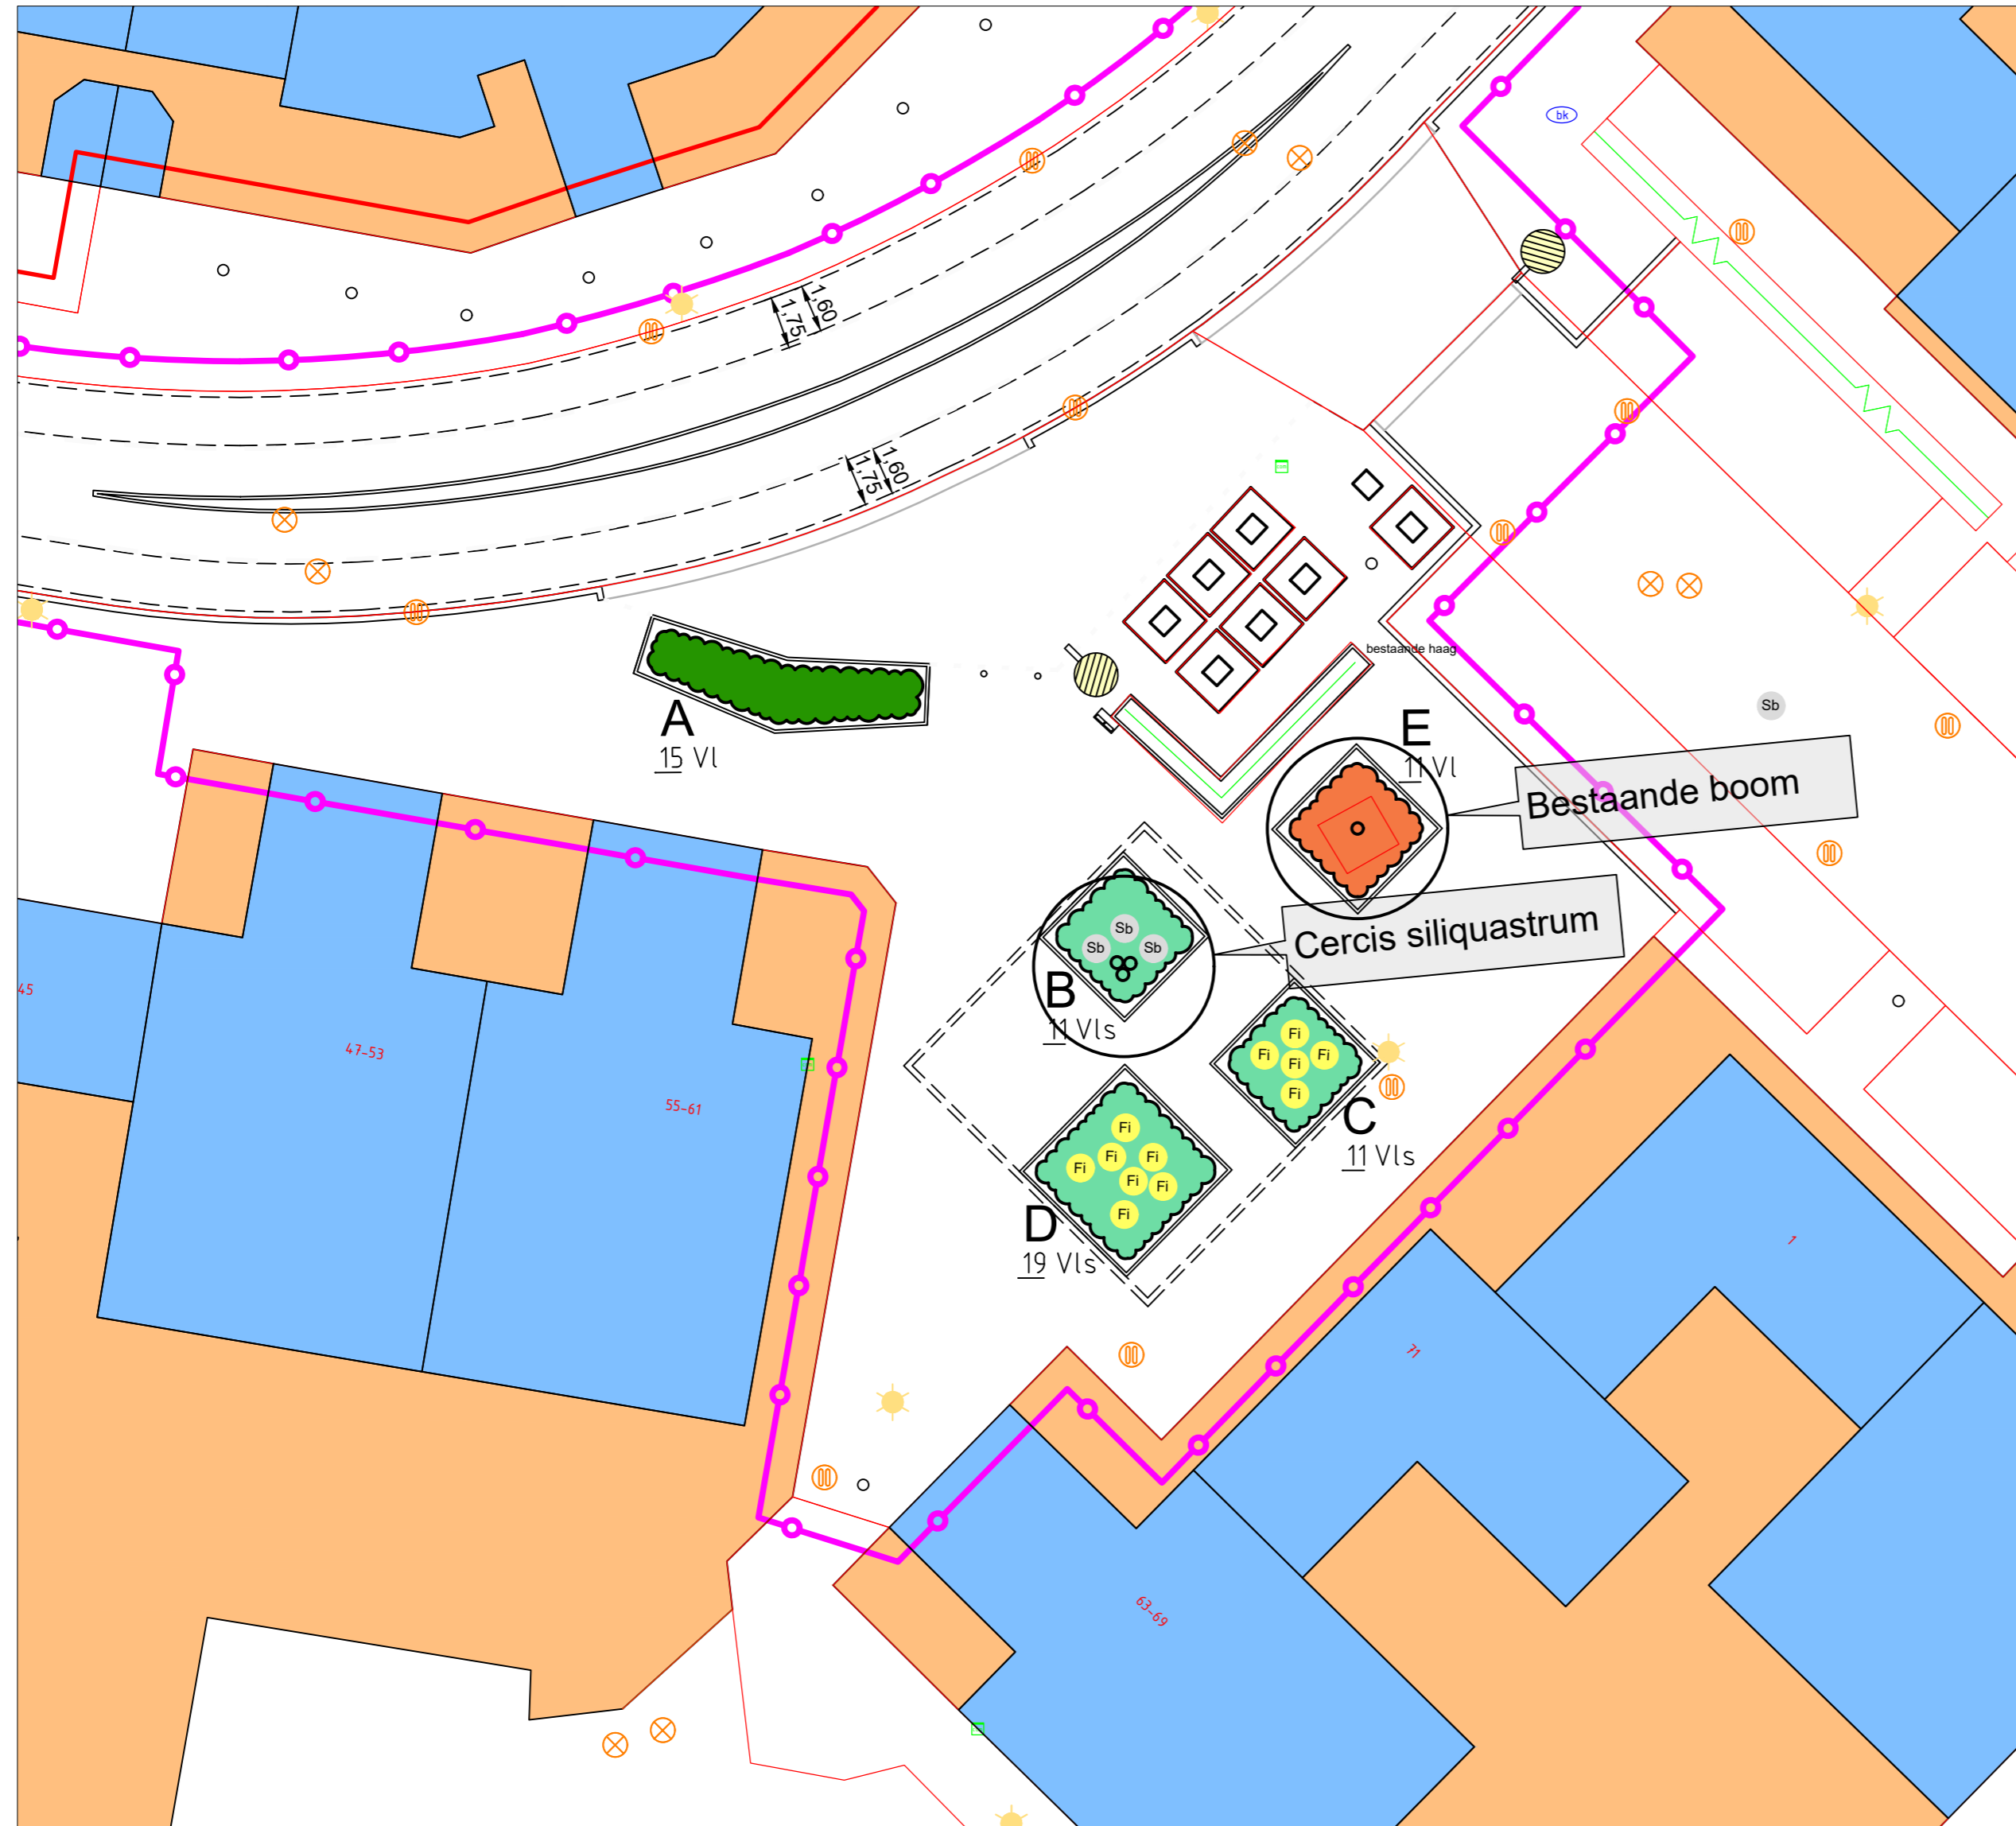 bk
1,60
1,75
1,60
1,75
bestaande haag
Sb
A
15 Vl
E
11 Vl
Bestaande boom
Cercis siliquastrum
Sb
Sb
Sb
B
11 Vls
45
47-53
55-61
Fi
Fi
Fi
Fi
Fi
C
11 Vls
Fi
Fi
Fi
Fi
Fi
Fi
Fi
D
19 Vls
1
71
63-69